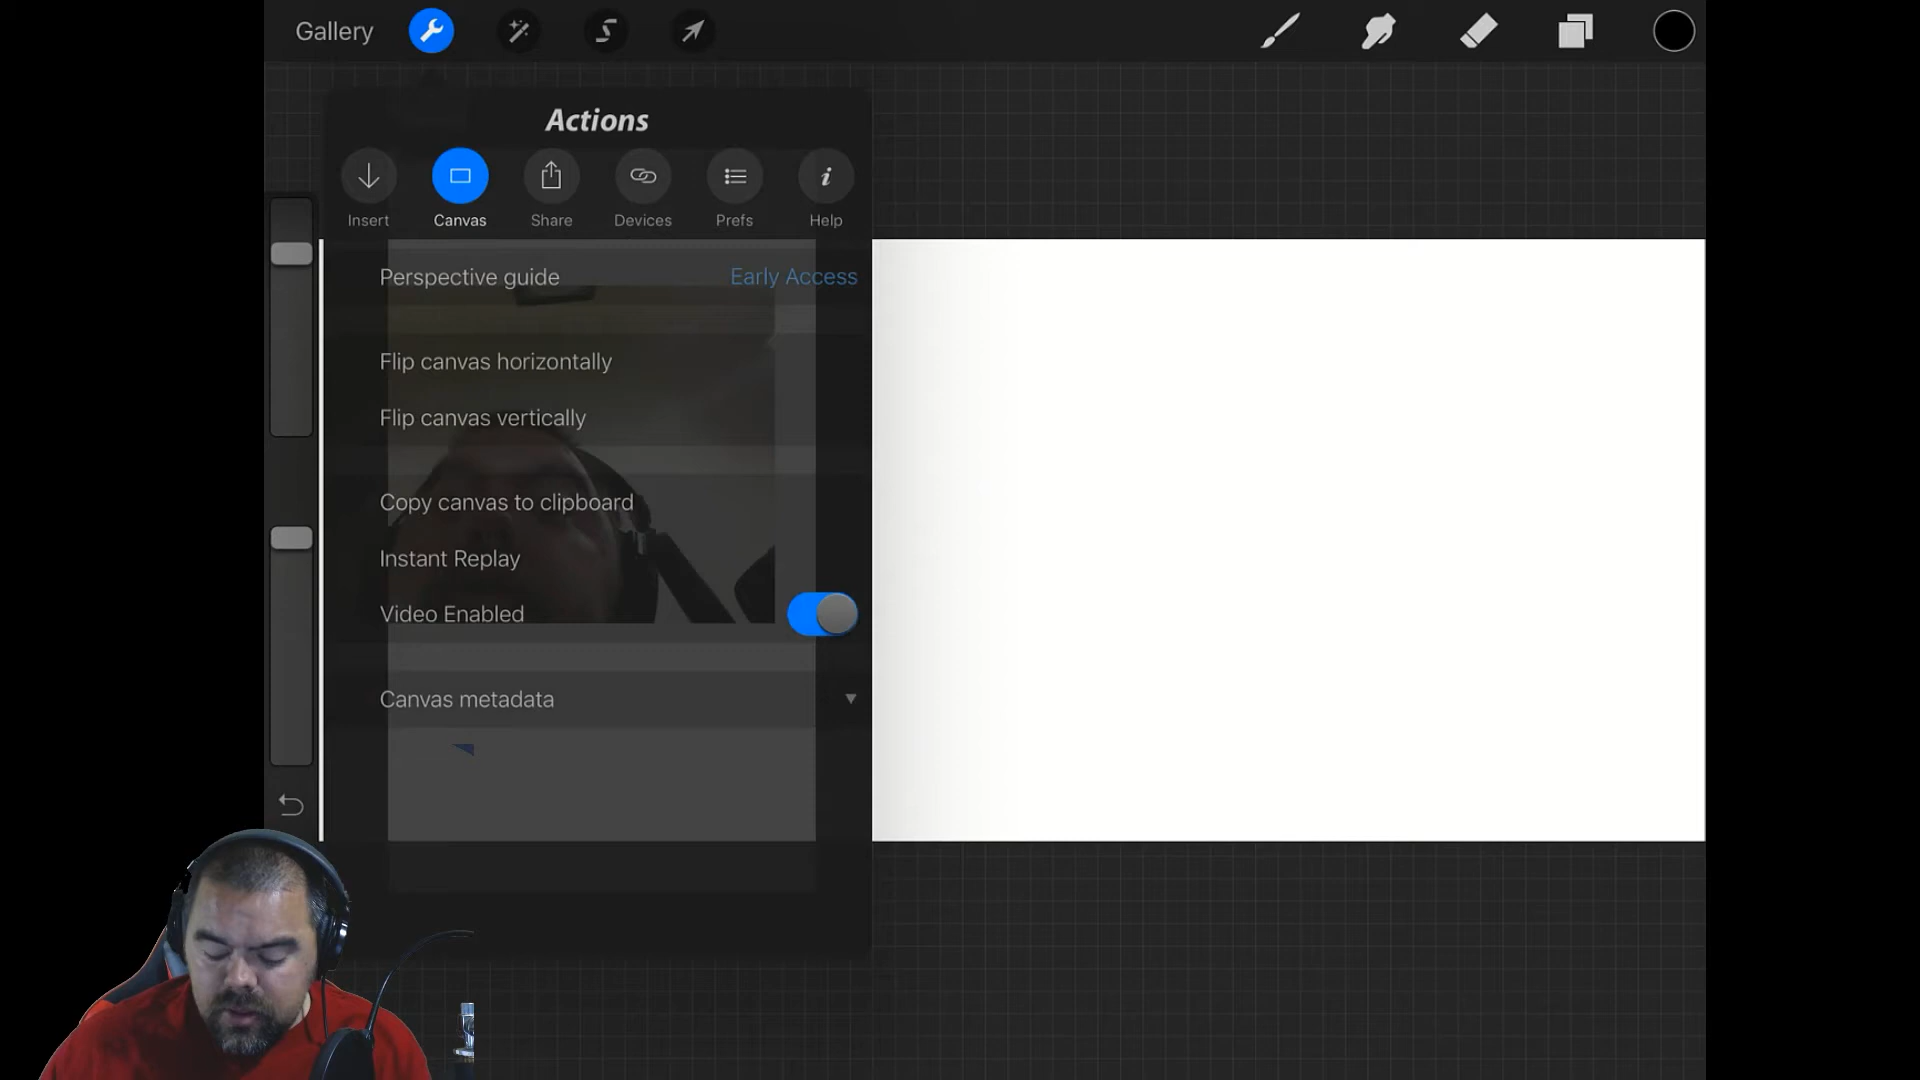 Gallery
Actions
Insert
Canvas
Share
Devices
Prefs
Help
Perspective guide
Early Access
Flip canvas horizontally
Flip canvas vertically
Copy canvas to clipboard
Instant Replay
Video Enabled
Canvas metadata